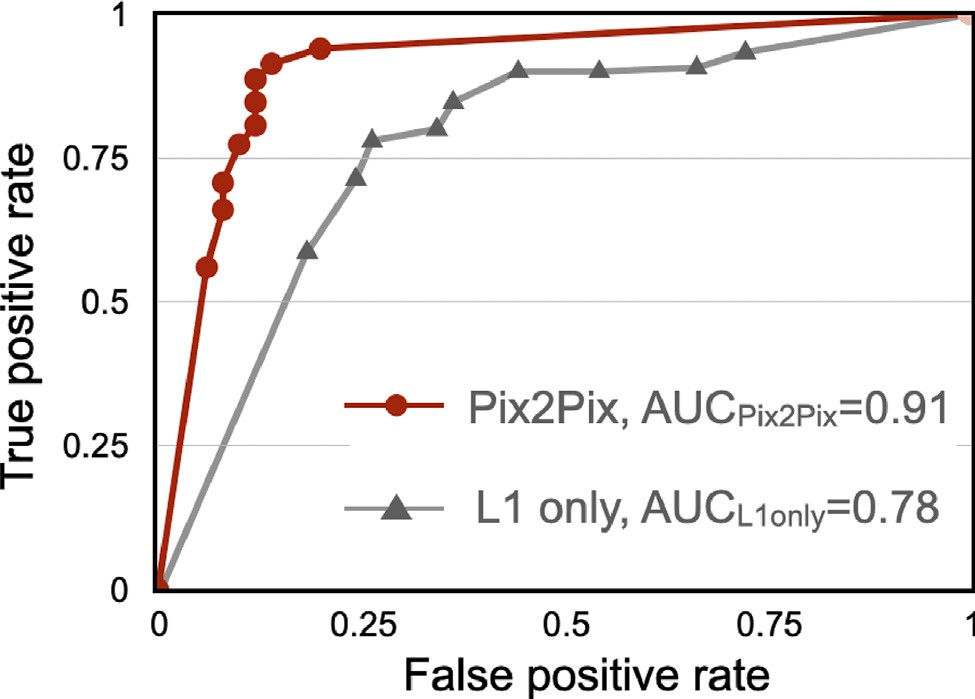 1
0.75
0.5
0.25
0
True positive rate
Pix2Pix, AUCPix2Pix=0.91
L1 only, AUCL1only=0.78
0 0.25 0.5 0.75 1
False positive rate